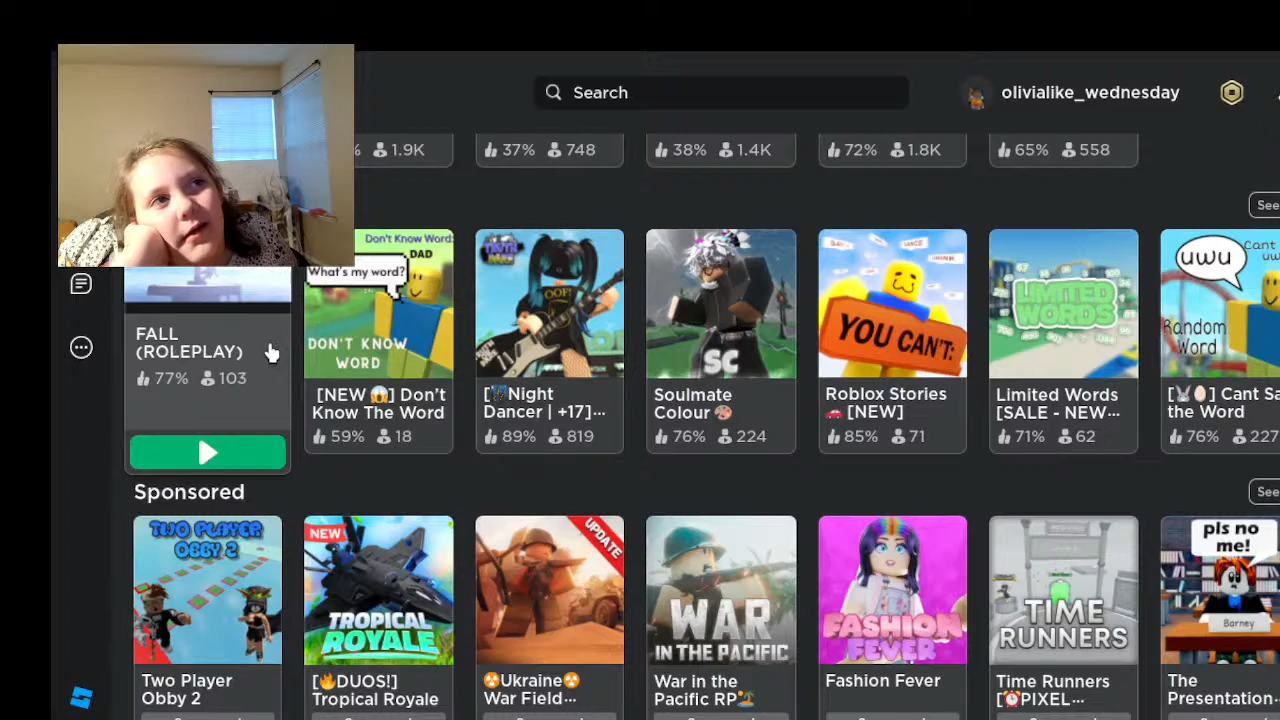 Search
olivialike_wednesday
% 1.9K
37% 748
38% 1.4K
72% 1.8K
65% 558
See
Don't Know Word:
DAD
What's my word?
DON'T KNOW
WORD
TRUTH
OOF!
SC
YOU CAN'T:
LIMITED
WORDS
uwu
Cant
uw
Random
Word
FALL
(ROLEPLAY)
77% 103
[NEW 😱] Don't
Know The Word
59% 18
[🌃Night
Dancer | +17]...
89% 819
Soulmate
Colour 🎨
76% 224
Roblox Stories
🚗 [NEW]
85% 71
Limited Words
[SALE - NEW...
71% 62
[🐰🥚] Cant Sa
the Word
76% 227
Sponsored
See
TWO PLAYER
OBBY 2
NEW
TROPICAL
ROYALE
UPDATE
WAR
IN THE PACIFIC
FASHION
FEVER
TIME
RUNNERS
pls no
me!
Barney
Two Player
Obby 2
[🔥DUOS!]
Tropical Royale
☢Ukraine☢
War Field...
War in the
Pacific RP🏝
Fashion Fever
Time Runners
[⏰PIXEL...
The
Presentation...